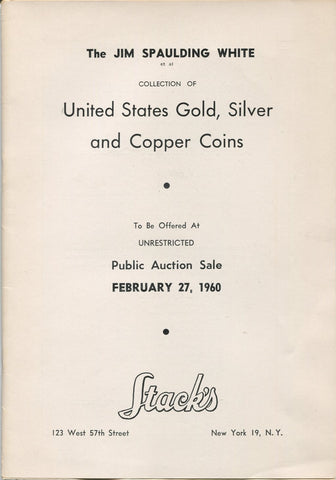 The JIM SPAULDING WHITE
et al
COLLECTION OF
United States Gold, Silver
and Copper Coins
To Be Offered At
UNRESTRICTED
Public Auction Sale
FEBRUARY 27, 1960
Stack's
123 West 57th Street New York 19, N. Y.